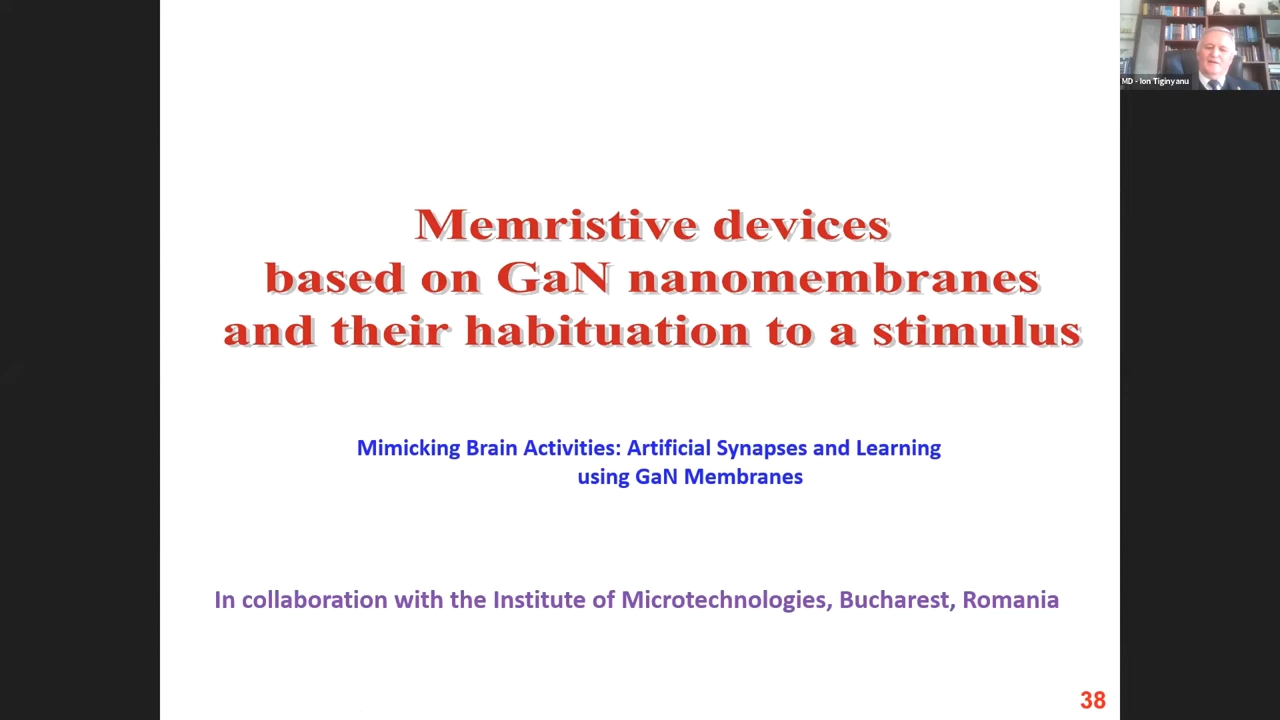 MD - Ion Tiginyanu
Memristive devices
based on GaN nanomembranes
and their habituation to a stimulus
Mimicking Brain Activities: Artificial Synapses and Learning
using GaN Membranes
In collaboration with the Institute of Microtechnologies, Bucharest, Romania
38